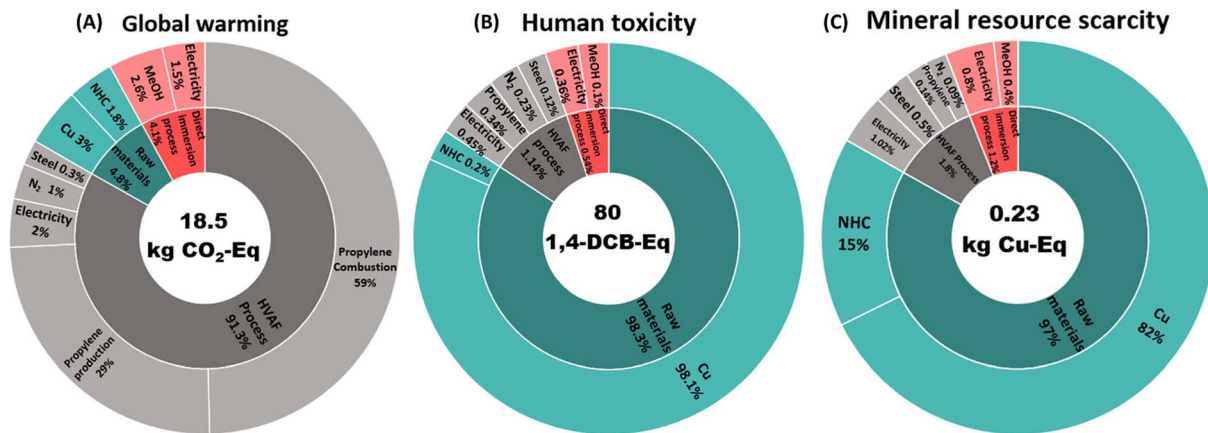 (A) Global warming
Electricity
1.5%
MeOH
2.6%
NHC 1.8%
Cu 3%
Steel 0.3%
N₂ 1%
Electricity
2%
Propylene
production
29%
Propylene
Combustion
59%
Direct
immersion
process
4.1%
Raw
materials
4.8%
HVAF
Process
91.3%
18.5
kg CO₂-Eq
(B) Human toxicity
MeOH 0.1%
Electricity
0.36%
Steel 0.12%
N₂ 0.23%
Propylene
0.34%
Electricity
0.45%
NHC 0.2%
Cu
98.1%
Direct
immersion
process 0.54%
HVAF
process
1.14%
Raw
materials
98.3%
80
1,4-DCB-Eq
(C) Mineral resource scarcity
MeOH 0.4%
Electricity
0.8%
N₂ 0.09%
Propylene
0.14%
Steel 0.5%
Electricity
1.02%
NHC
15%
Cu
82%
Direct
immersion
process 1.2%
HVAF Process
1.8%
Raw
materials
97%
0.23
kg Cu-Eq